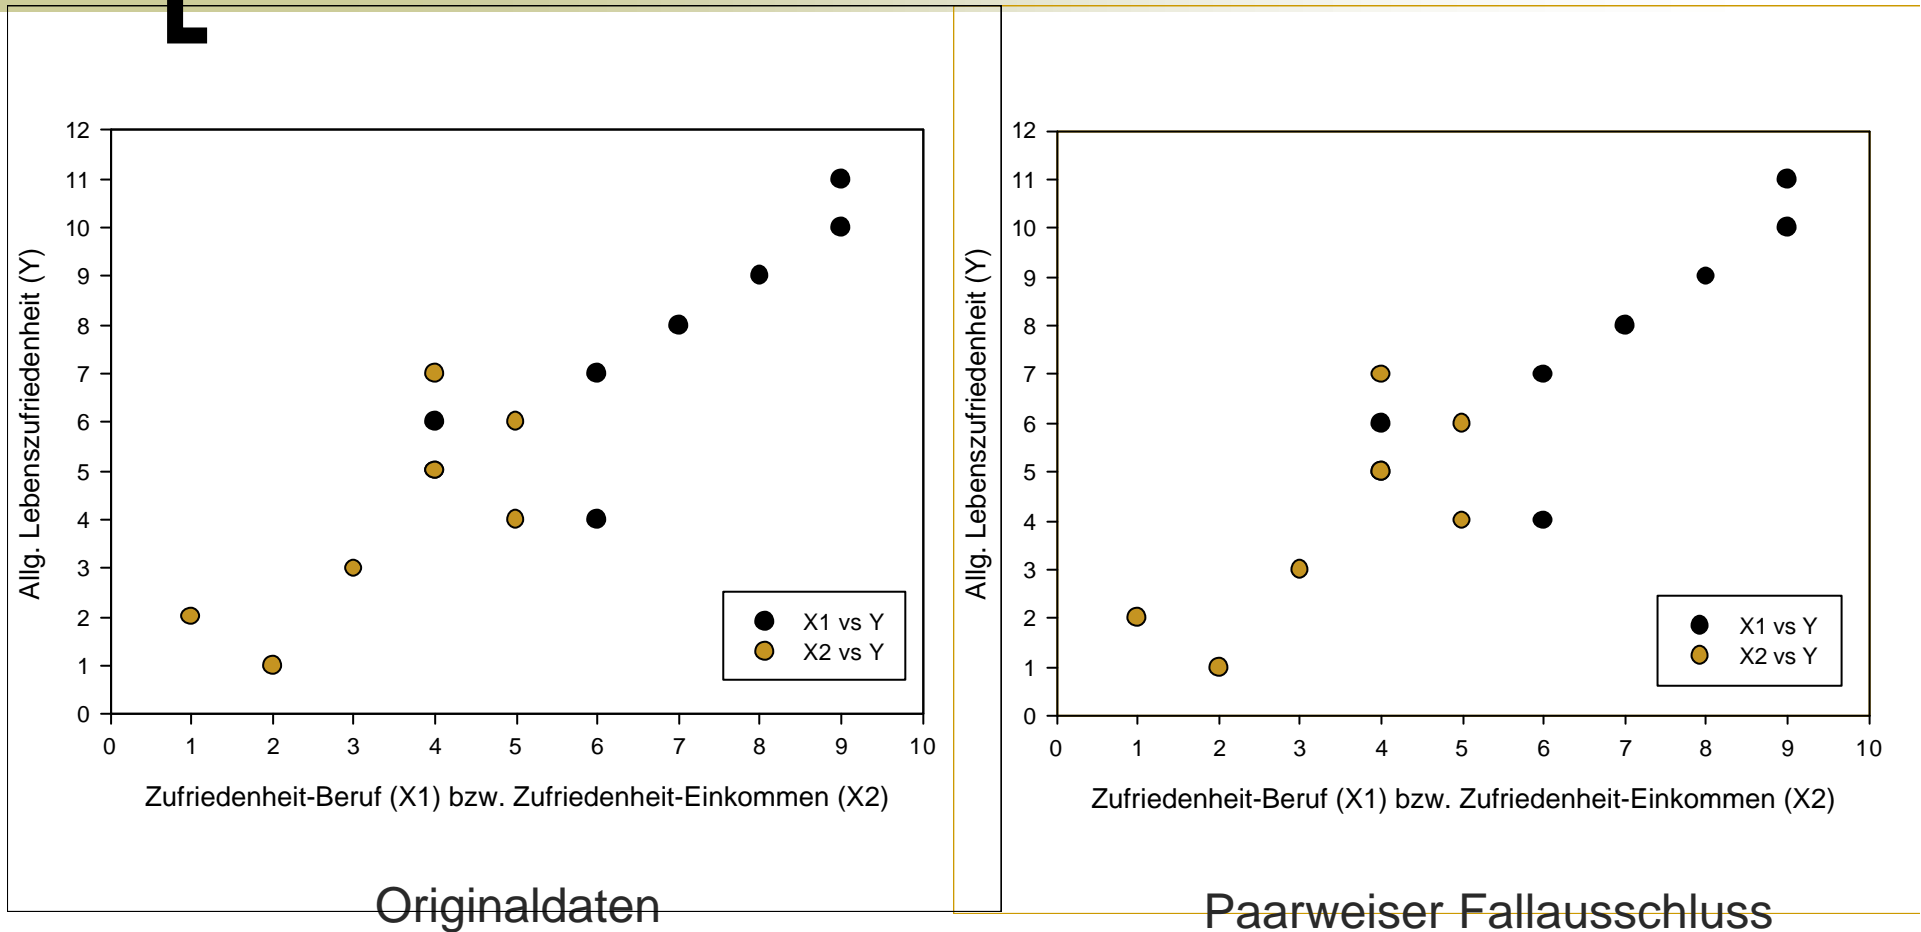 L
12
11
10
9
8
7
6
5
4
3
2
1
0
0 1 2 3 4 5 6 7 8 9 10
Allg. Lebenszufriedenheit (Y)
Zufriedenheit-Beruf (X1) bzw. Zufriedenheit-Einkommen (X2)
X1 vs Y
X2 vs Y
Originaldaten
12
11
10
9
8
7
6
5
4
3
2
1
0
0 1 2 3 4 5 6 7 8 9 10
Allg. Lebenszufriedenheit (Y)
Zufriedenheit-Beruf (X1) bzw. Zufriedenheit-Einkommen (X2)
X1 vs Y
X2 vs Y
Paarweiser Fallausschluss